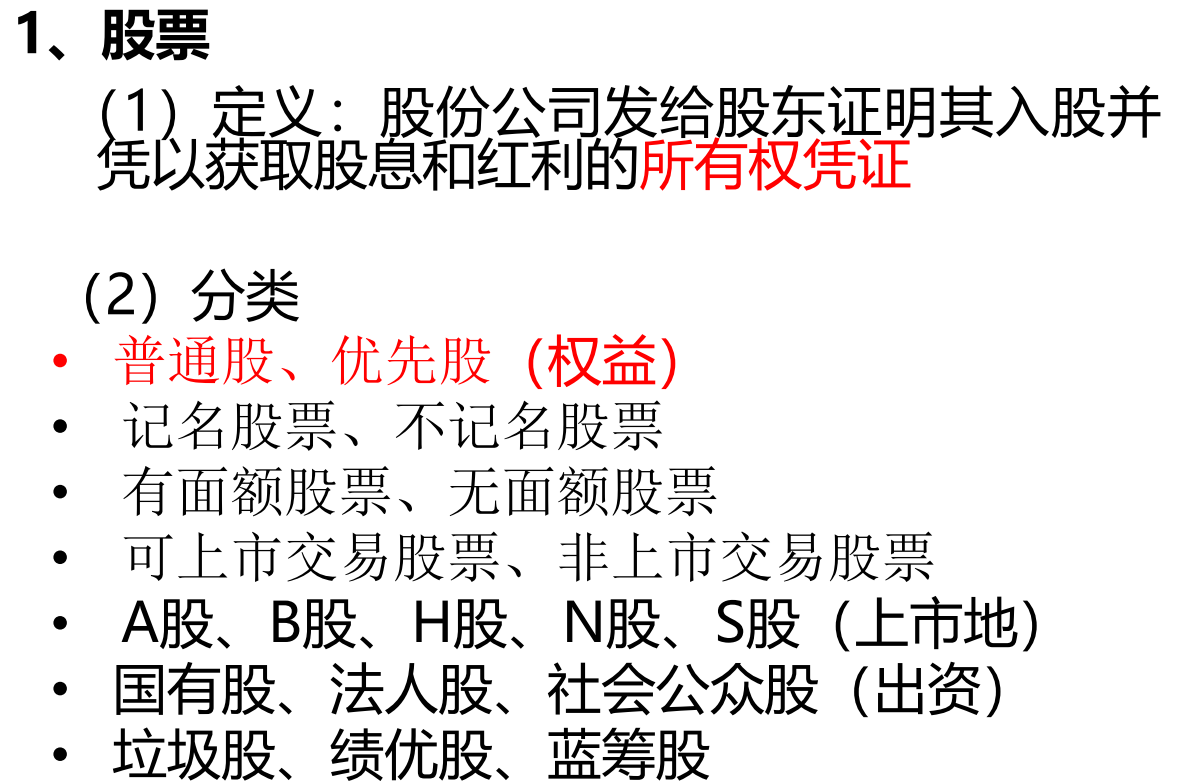 1、股票
（1）定义：股份公司发给股东证明其入股并
凭以获取股息和红利的所有权凭证
（2）分类
• 普通股、优先股（权益）
• 记名股票、不记名股票
• 有面额股票、无面额股票
• 可上市交易股票、非上市交易股票
• A股、B股、H股、N股、S股（上市地）
• 国有股、法人股、社会公众股（出资）
• 垃圾股、绩优股、蓝筹股